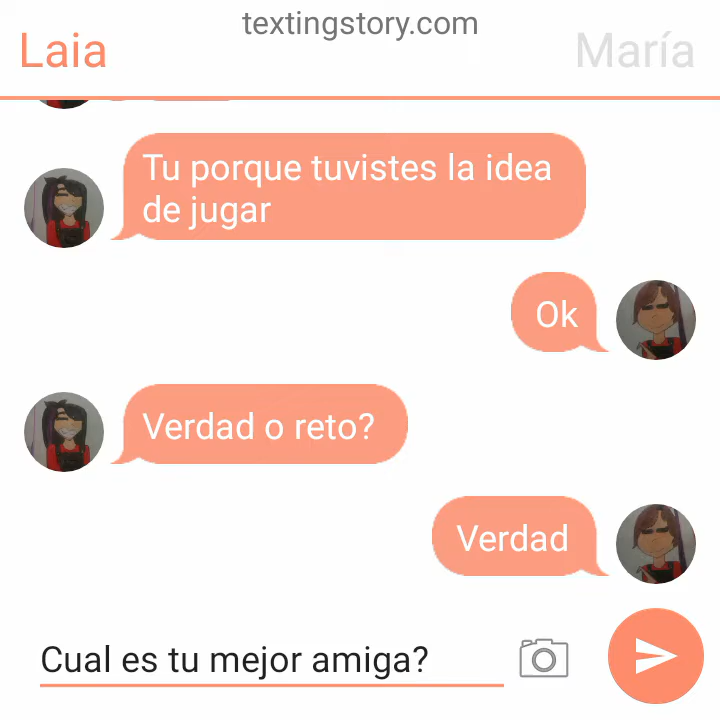 textingstory.com
Laia
María
Tu porque tuvistes la idea
de jugar
Ok
Verdad o reto?
Verdad
Cual es tu mejor amiga?